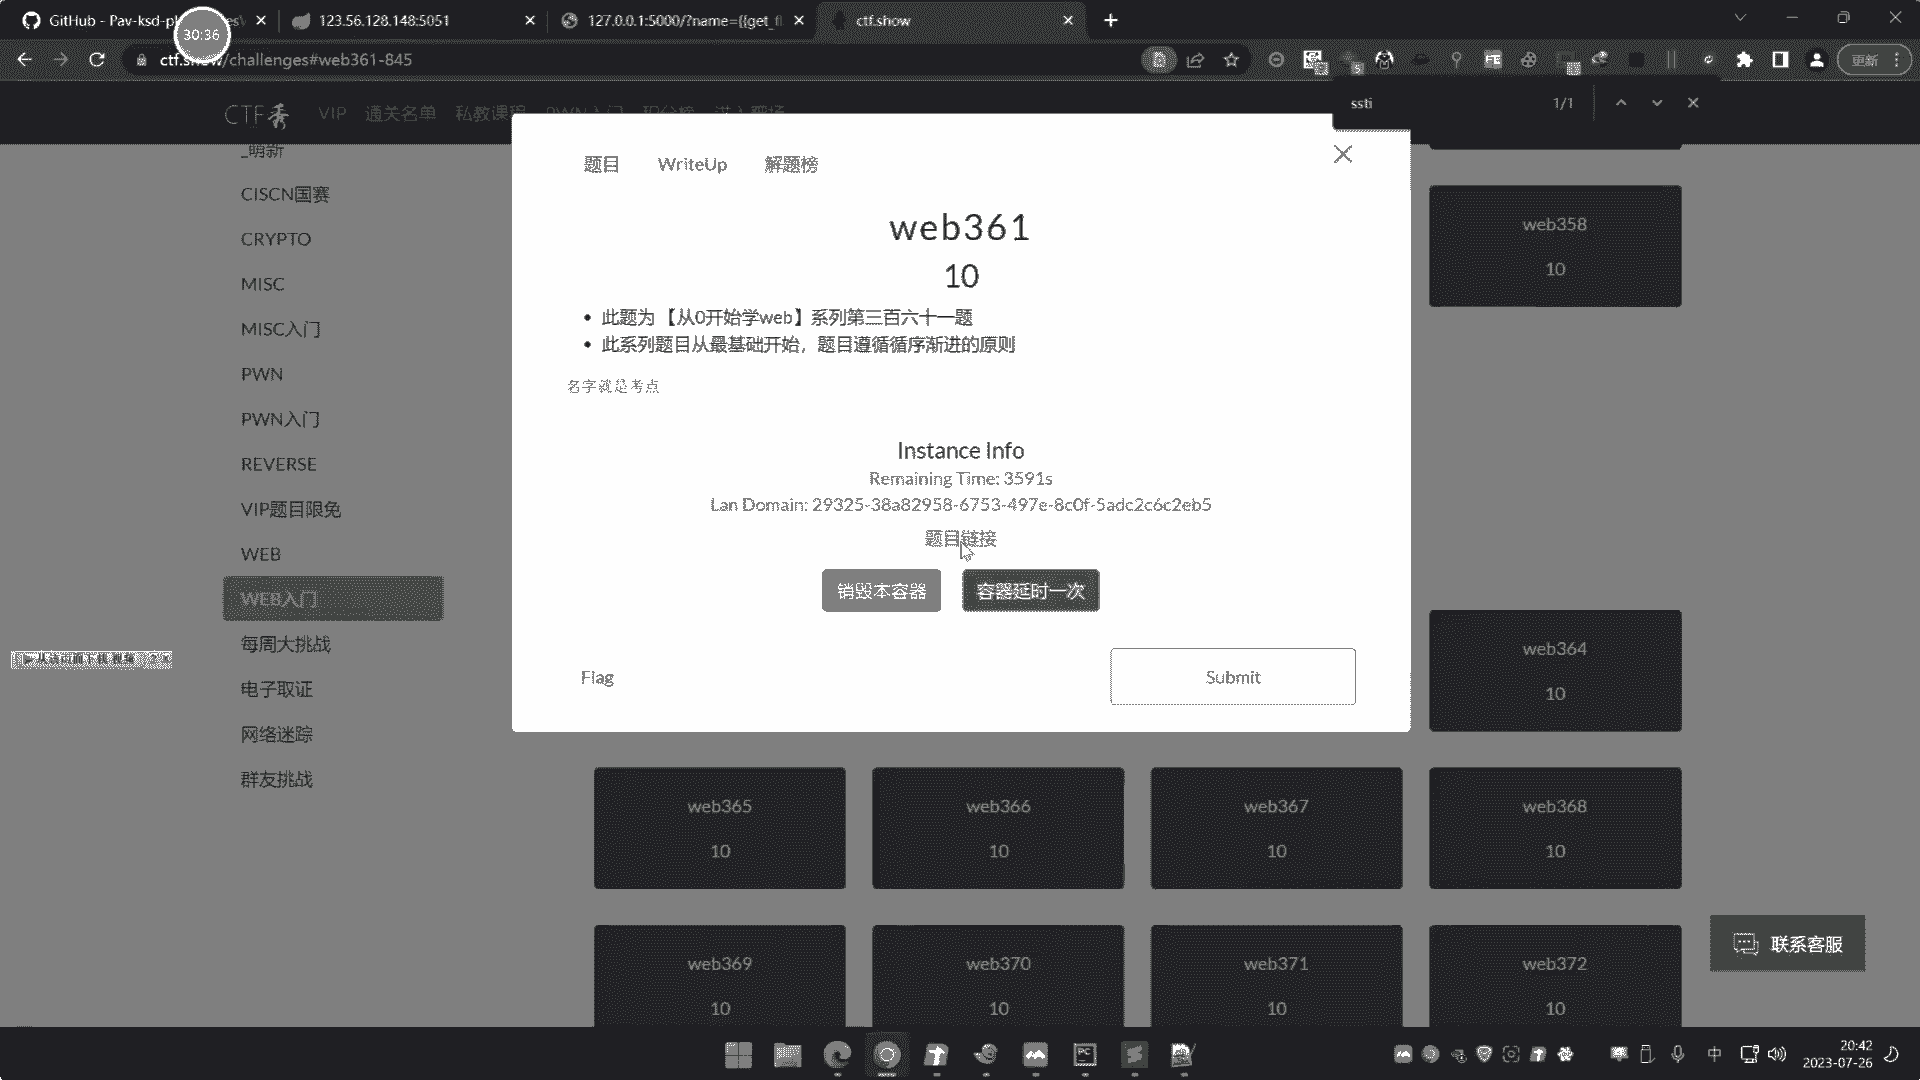 GitHub - Pav-ksd-pl
123.56.128.148:5051
127.0.0.1:5000/?name={{get_fl
ctf.show
30:36
ctf.show/challenges#web361-845
更新
ssti
1/1
CTF秀
VIP
通关名单
私教课程
PWN入门
积分榜
_萌新
CISCN国赛
CRYPTO
MISC
MISC入门
PWN
PWN入门
REVERSE
VIP题目限免
WEB
WEB入门
每周大挑战
电子取证
网络迷踪
群友挑战
题目
WriteUp
解题榜
web361
10
此题为 【从0开始学web】系列第三百六十一题
此系列题目从最基础开始，题目遵循循序渐进的原则
名字就是考点
Instance Info
Remaining Time: 3591s
Lan Domain: 29325-38a82958-6753-497e-8c0f-5adc2c6c2eb5
题目链接
销毁本容器
容器延时一次
Flag
Submit
web358
10
web364
10
web365
10
web366
10
web367
10
web368
10
web369
10
web370
10
web371
10
web372
10
联系客服
中
20:42
2023-07-26